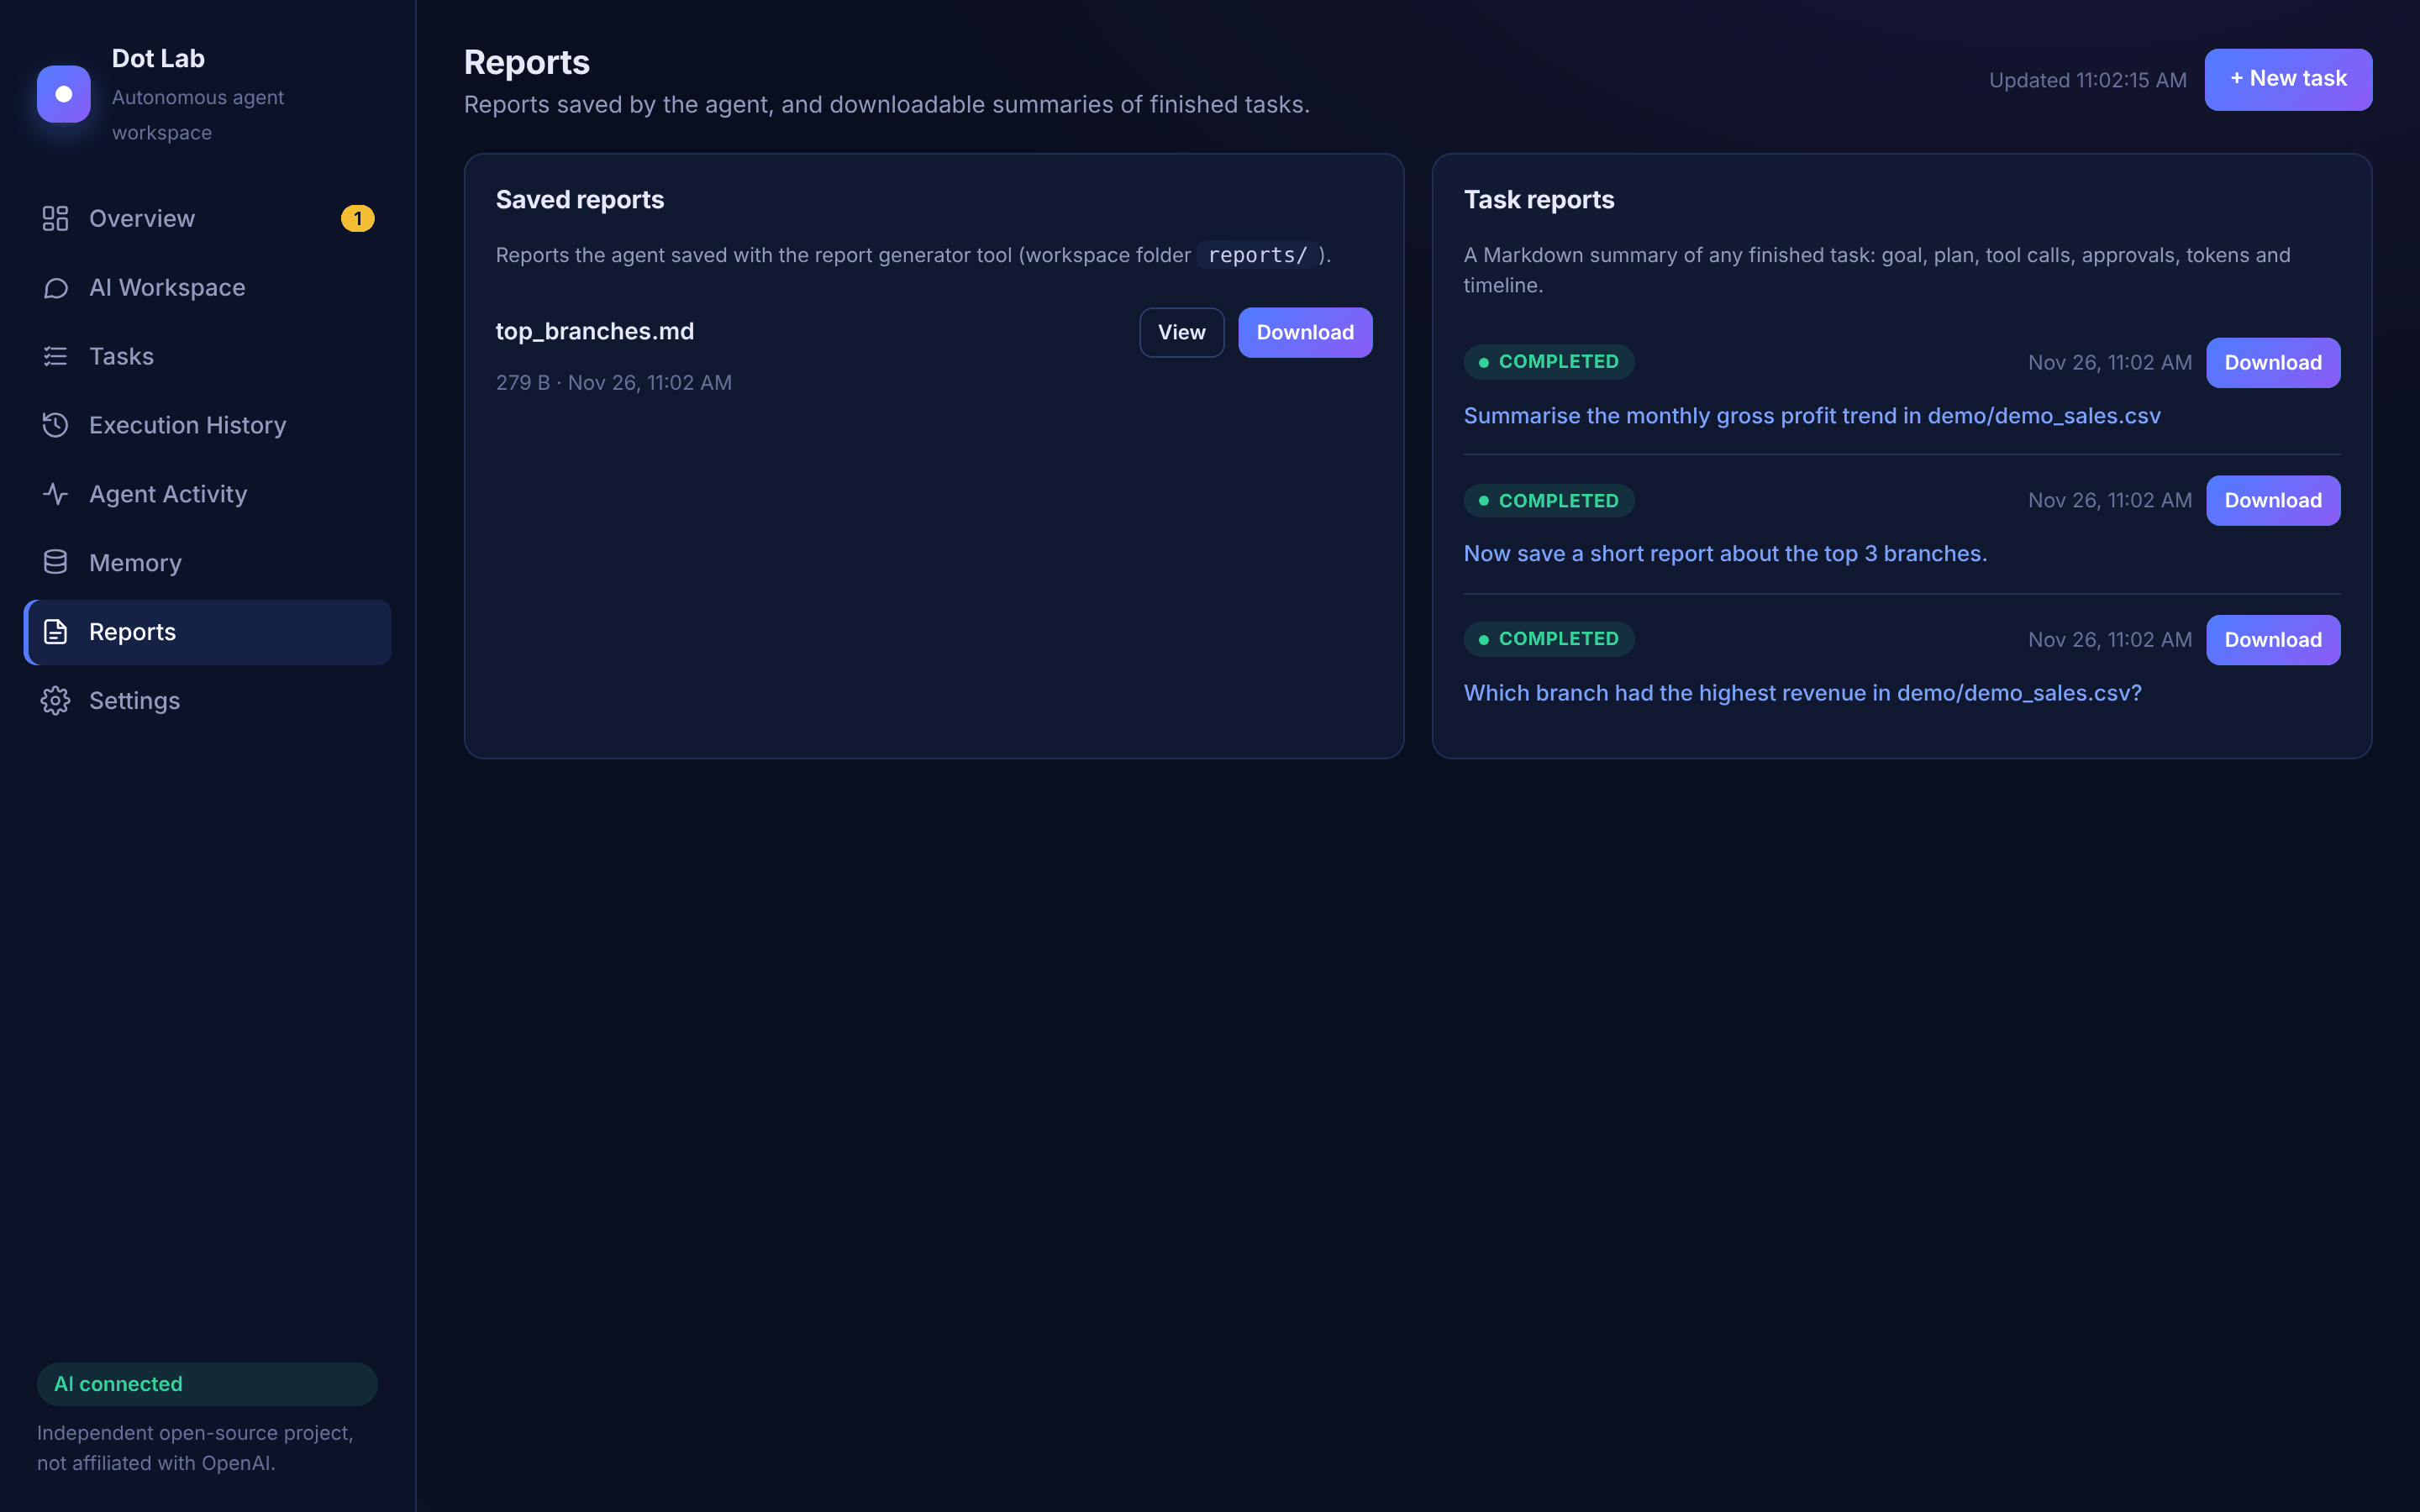 Dot Lab
Autonomous agent
workspace
Overview
1
AI Workspace
Tasks
Execution History
Agent Activity
Memory
Reports
Settings
AI connected
Independent open-source project,
not affiliated with OpenAI.
Reports
Reports saved by the agent, and downloadable summaries of finished tasks.
Updated 11:02:15 AM
+ New task
Saved reports
Reports the agent saved with the report generator tool (workspace folder reports/ ).
top_branches.md
View
Download
279 B · Nov 26, 11:02 AM
Task reports
A Markdown summary of any finished task: goal, plan, tool calls, approvals, tokens and
timeline.
COMPLETED
Nov 26, 11:02 AM
Download
Summarise the monthly gross profit trend in demo/demo_sales.csv
COMPLETED
Nov 26, 11:02 AM
Download
Now save a short report about the top 3 branches.
COMPLETED
Nov 26, 11:02 AM
Download
Which branch had the highest revenue in demo/demo_sales.csv?